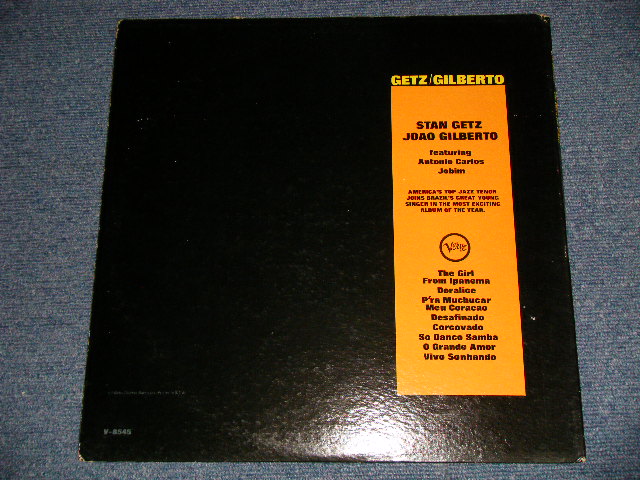 GETZ/GILBERTO
STAN GETZ
JOAO GILBERTO
featuring
Antonio Carlos
Jobim
AMERICA'S TOP JAZZ TENOR
JOINS BRAZIL'S GREAT YOUNG
SINGER IN THE MOST EXCITING
ALBUM OF THE YEAR.
Verve
The Girl
From Ipanema
Doralice
P'ra Muchucar
Meu Coracao
Desafinado
Corcovado
So Danco Samba
O Grande Amor
Vivo Sonhando
V-8545